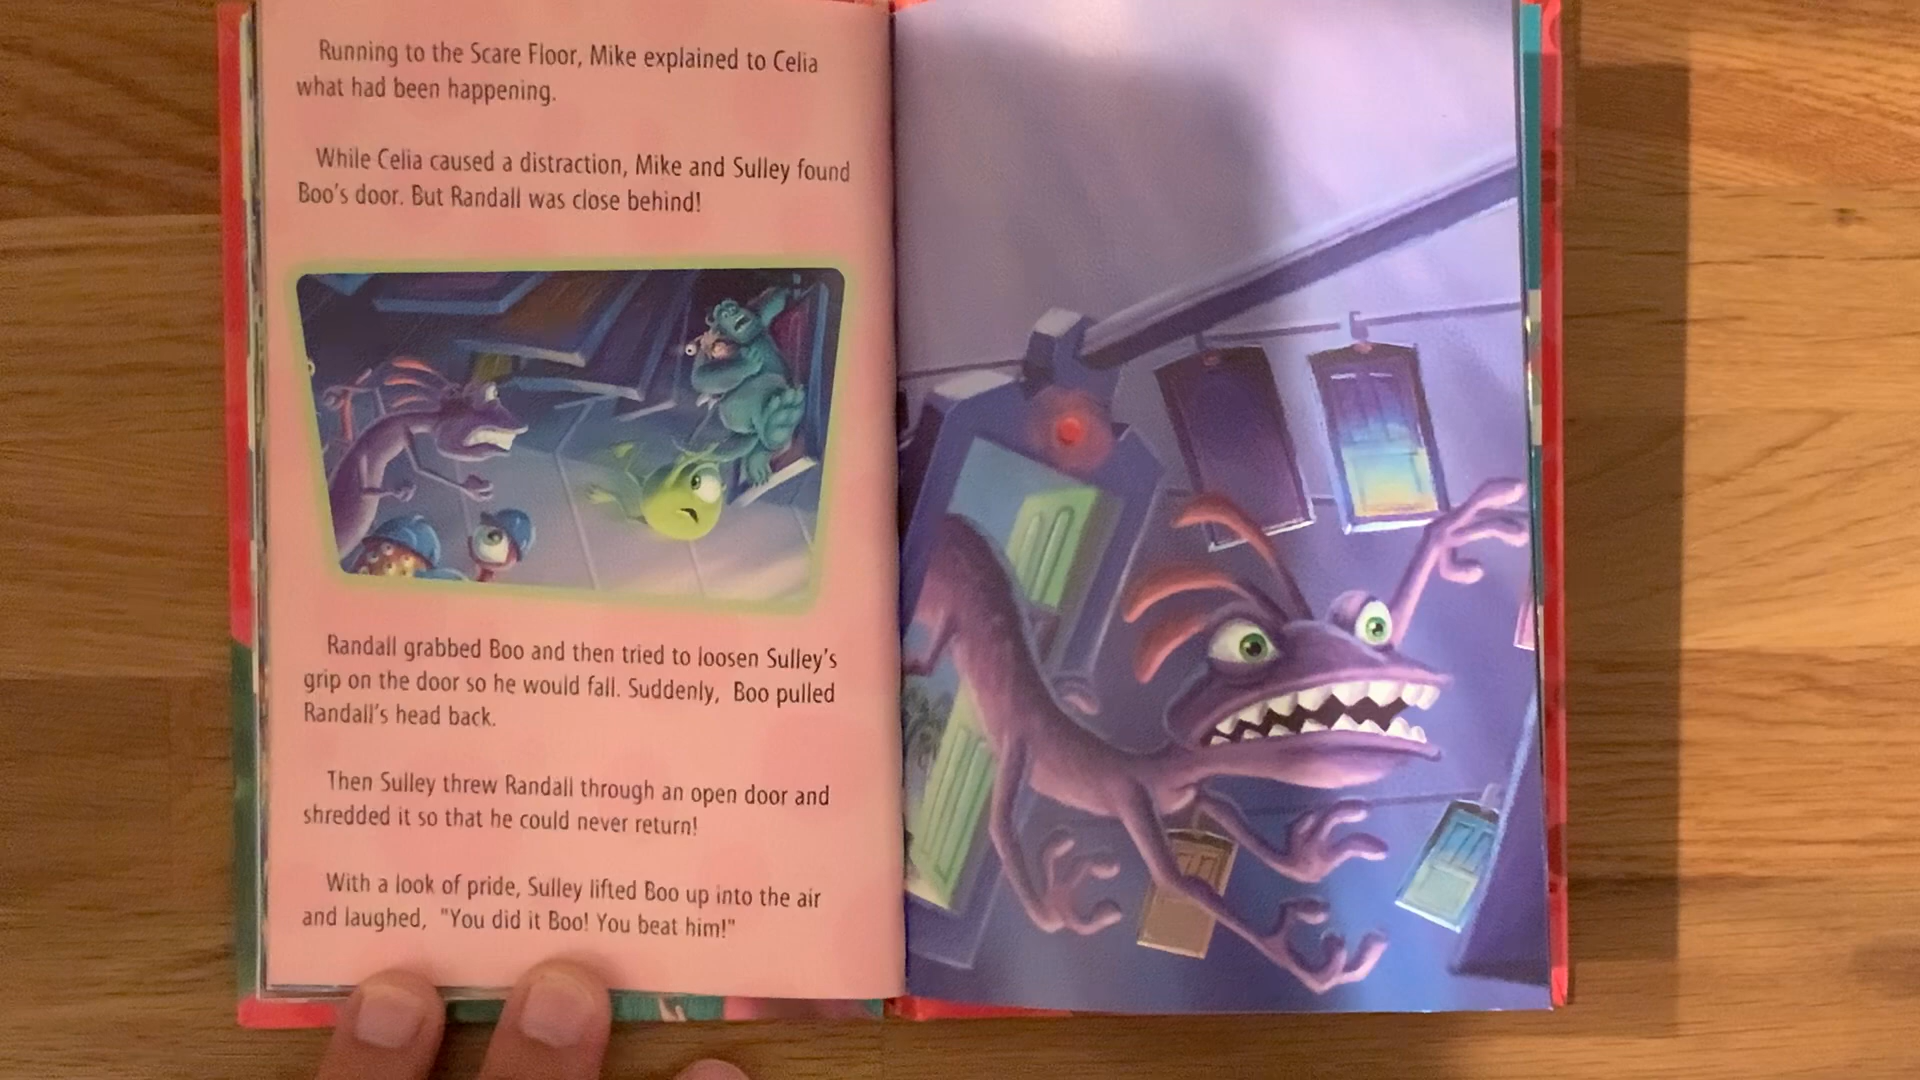 Running to the Scare Floor, Mike explained to Celia
what had been happening.
While Celia caused a distraction, Mike and Sulley found
Boo's door. But Randall was close behind!
Randall grabbed Boo and then tried to loosen Sulley's
grip on the door so he would fall. Suddenly, Boo pulled
Randall's head back.
Then Sulley threw Randall through an open door and
shredded it so that he could never return!
With a look of pride, Sulley lifted Boo up into the air
and laughed, "You did it Boo! You beat him!"